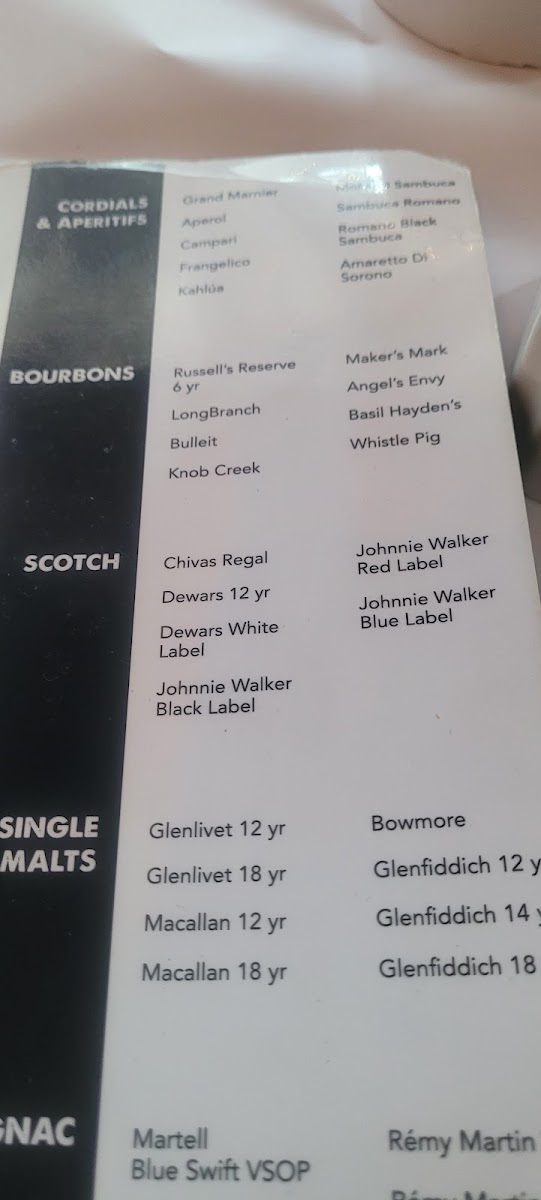 CORDIALS
& APERITIFS
Grand Marnier
Aperol
Campari
Frangelico
Kahlúa
Sambuca
Sambuca Romano
Romano Black
Sambuca
Amaretto Di
Sorono
BOURBONS
Russell's Reserve
6 yr
LongBranch
Bulleit
Knob Creek
Maker's Mark
Angel's Envy
Basil Hayden's
Whistle Pig
SCOTCH
Chivas Regal
Dewars 12 yr
Dewars White
Label
Johnnie Walker
Black Label
Johnnie Walker
Red Label
Johnnie Walker
Blue Label
SINGLE
MALTS
Glenlivet 12 yr
Glenlivet 18 yr
Macallan 12 yr
Macallan 18 yr
Bowmore
Glenfiddich 12 y
Glenfiddich 14
Glenfiddich 18
GNAC
Martell
Blue Swift VSOP
Rémy Martin
Rémy Martin